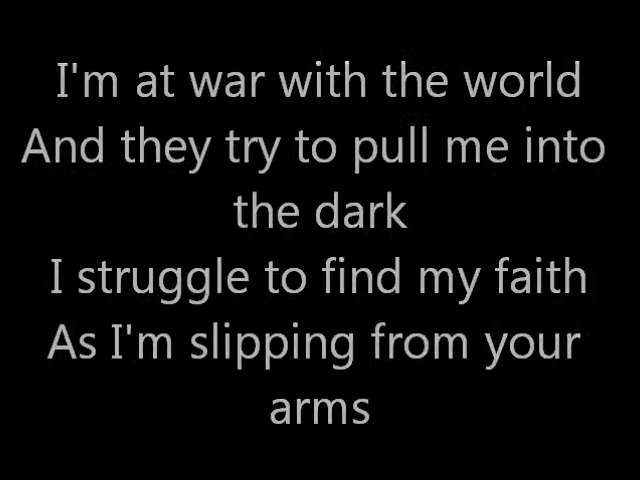 I'm at war with the world
And they try to pull me into
the dark
I struggle to find my faith
As I'm slipping from your
arms